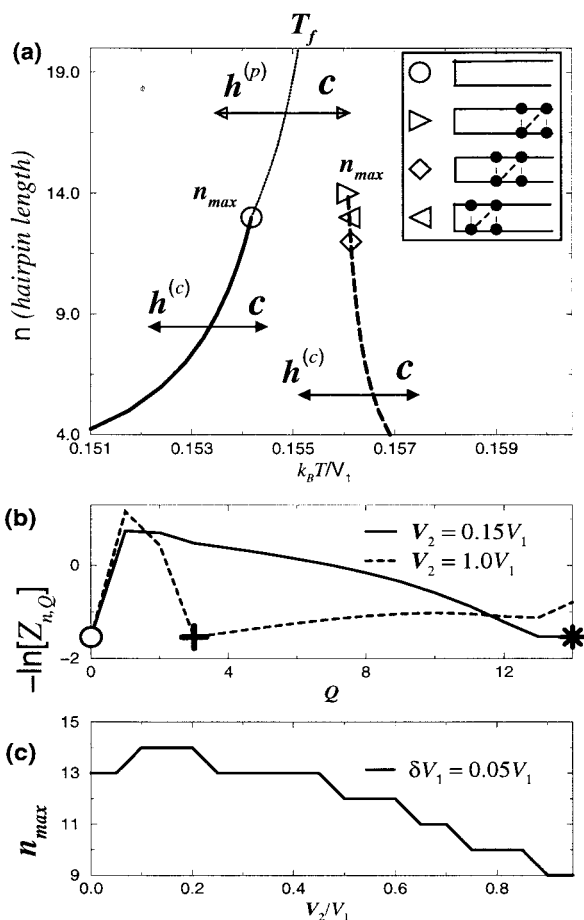 (a)
T_f
19.0
h^(p) c
n_max
n_max
14.0
h^(c) c
9.0
h^(c) c
4.0
n (hairpin length)
0.151 0.153 0.155 0.157 0.159
k_BT/V_1
(b)
V_2 = 0.15V_1
V_2 = 1.0V_1
0
−2
−ln[Z_n,Q]
0 4 8 12
Q
(c)
15
δV_1 = 0.05V_1
13
11
9
n_max
0.0 0.2 0.4 0.6 0.8
V_2/V_1